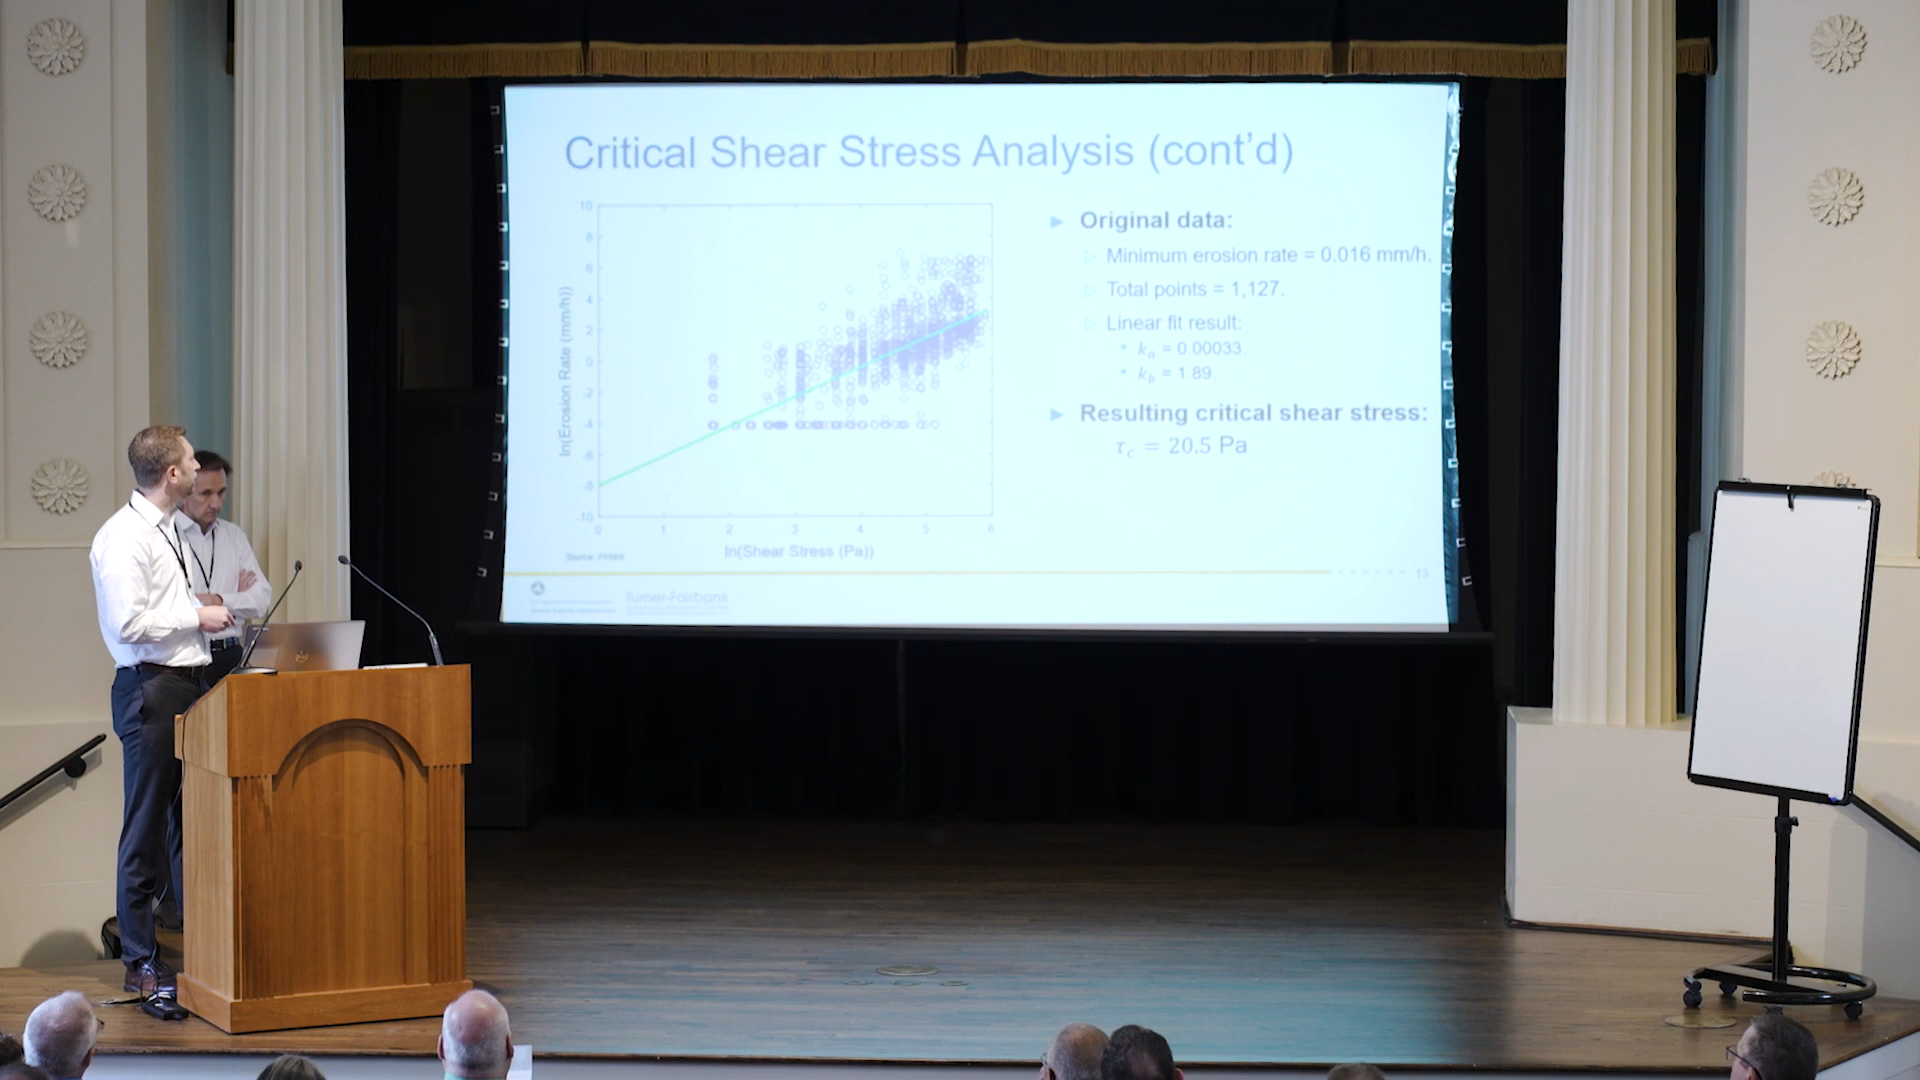 Critical Shear Stress Analysis (cont'd)
10
8
6
4
2
0
-2
-4
-6
-8
-10
0 1 2 3 4 5 6
ln(Erosion Rate (mm/h))
ln(Shear Stress (Pa))
Source: FHWA.
► Original data:
▷ Minimum erosion rate = 0.016 mm/h.
▷ Total points = 1,127.
▷ Linear fit result:
• kₐ = 0.00033.
• k_b = 1.89.
► Resulting critical shear stress:
τ_c = 20.5 Pa
13
Turner-Fairbank